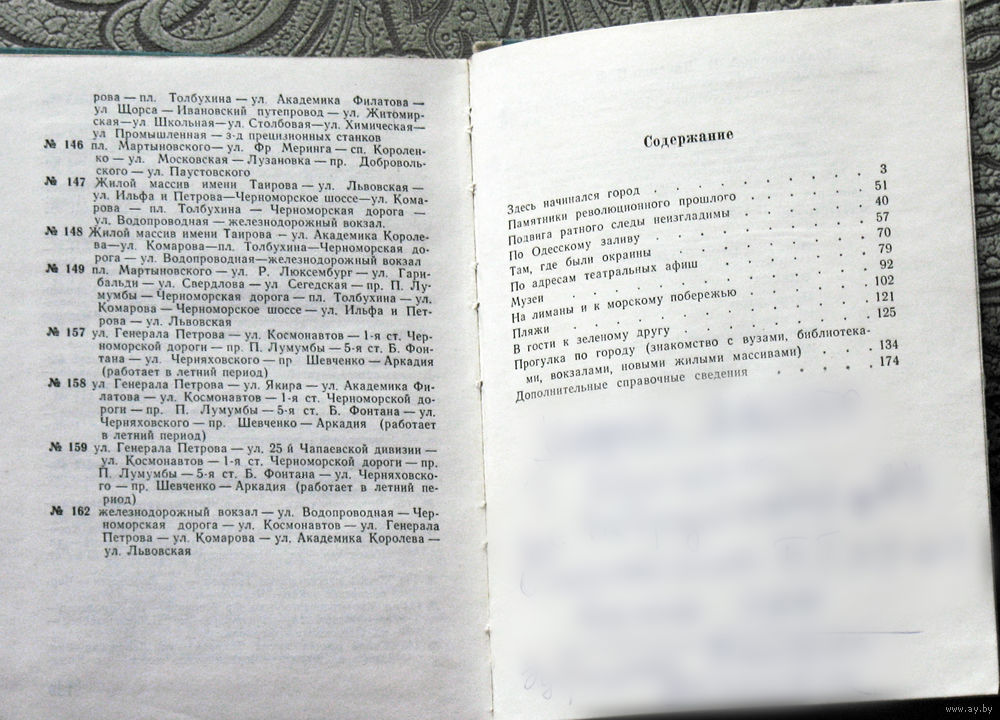 рова — пл. Толбухина — ул. Академика Филатова —
ул Щорса — Ивановский путепровод — ул. Житомир-
ская—ул Школьная—ул. Столбовая—ул. Химическая—
ул Промышленная — з-д прецизионных станков
№ 146 пл. Мартыновского— ул. Фр Меринга — сп. Королен-
ко — ул. Московская — Лузановка — пр. Доброволь-
ского — ул. Паустовского
№ 147 Жилой массив имени Таирова — ул. Львовская —
ул. Ильфа и Петрова—Черноморское шоссе—ул. Кома-
рова — пл. Толбухина — Черноморская дорога —
ул. Водопроводная — железнодорожный вокзал.
№ 148 Жилой массив имени Таирова — ул. Академика Короле-
ва—ул. Комарова—пл. Толбухина—Черноморская до-
рога — ул. Водопроводная—железнодорожный вокзал
№ 149 пл. Мартыновского — ул. Р. Люксембург — ул. Гари-
бальди — ул. Свердлова — ул Сегедская — пр. П. Лу-
мумбы — Черноморская дорога — пл. Толбухина — ул.
Комарова — Черноморское шоссе — ул. Ильфа и Пет-
рова — ул. Львовская
№ 157 ул. Генерала Петрова — ул. Космонавтов — 1-я ст. Чер-
номорской дороги — пр. П. Лумумбы — 5-я ст. Б. Фон-
тана — ул. Черняховского — пр Шевченко — Аркадия
(работает в летний период)
№ 158 ул Генерала Петрова — ул. Якира — ул. Академика Фи-
латова — ул. Космонавтов — 1-я ст. Черноморской до-
роги — пр. П. Лумумбы — 5-я ст. Б. Фонтана — ул.
Черняховского — пр. Шевченко — Аркадия (работает
в летний период)
№ 159 ул. Генерала Петрова — ул. 25 й Чапаевской дивизии —
ул. Космонавтов — 1-я ст. Черноморской дороги — пр.
П. Лумумбы — 5-я ст. Б. Фонтана — ул. Черняховско-
го — пр. Шевченко — Аркадия (работает в летний пе-
риод)
№ 162 железнодорожный вокзал — ул. Водопроводная — Чер-
номорская дорога — ул. Космонавтов — ул. Генерала
Петрова — ул. Комарова — ул. Академика Королева —
ул. Львовская
Содержание
Здесь начинался город . . . . . . . . 3
Памятники революционного прошлого . . . . 51
Подвига ратного следы неизгладимы . . . . . 40
По Одесскому заливу . . . . . . . . 57
Там, где были окраины . . . . . . . . 70
По адресам театральных афиш . . . . . . 79
Музеи . . . . . . . . . . . 92
На лиманы и к морскому побережью . . . . . 102
Пляжи . . . . . . . . . . . 121
В гости к зеленому другу . . . . . . . 125
Прогулка по городу (знакомство с вузами, библиотека-
ми, вокзалами, новыми жилыми массивами) . . . . 134
Дополнительные справочные сведения . . . . . 174
www.ay.by